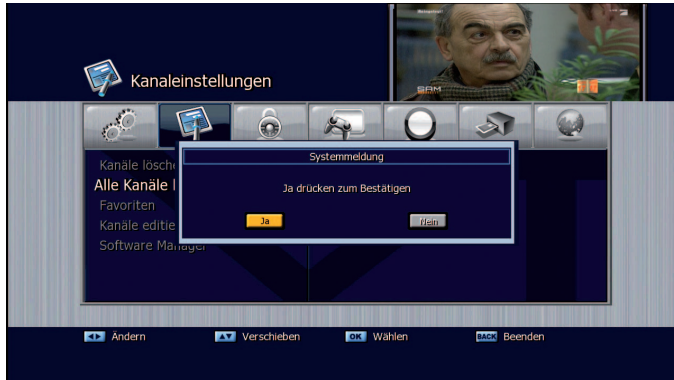 Kanaleinstellungen
Systemmeldung
Ja drücken zum Bestätigen
Ja
Nein
Kanäle lösche
Alle Kanäle l
Favoriten
Kanäle editie
Software Manager
Ändern
Verschieben
OK Wählen
BACK Beenden